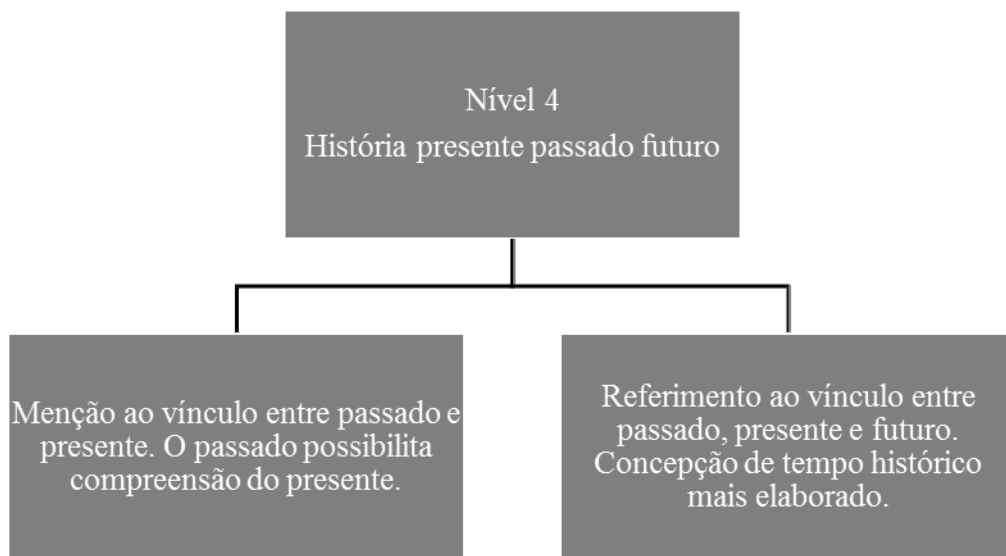 Nível 4
História presente passado futuro
Menção ao vínculo entre passado e
presente. O passado possibilita
compreensão do presente.
Referimento ao vínculo entre
passado, presente e futuro.
Concepção de tempo histórico
mais elaborado.